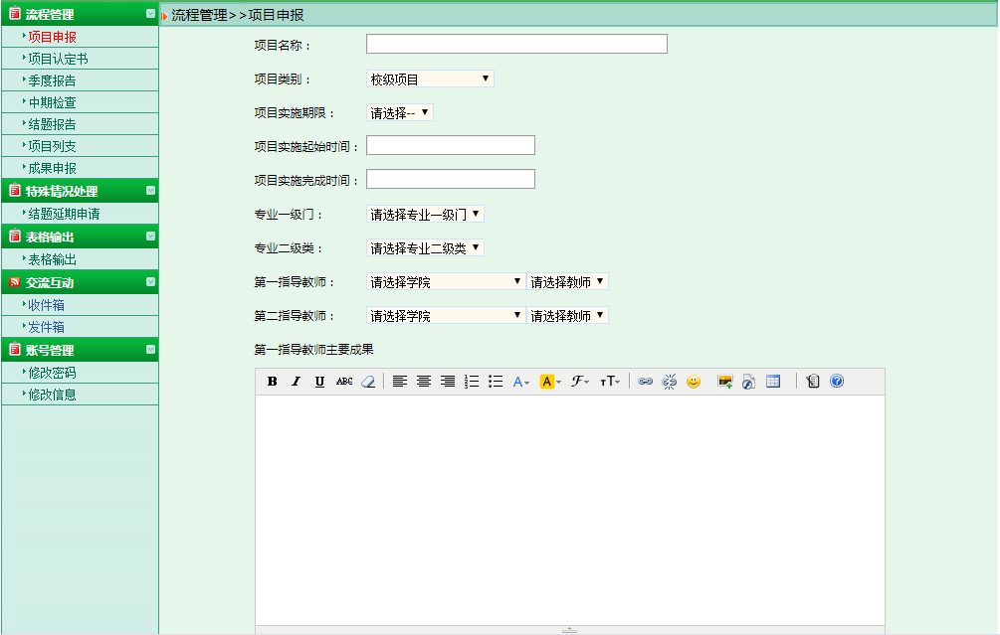 流程管理
项目申报
项目认定书
季度报告
中期检查
结题报告
项目列支
成果申报
特殊情况处理
结题延期申请
表格输出
表格输出
交流互动
收件箱
发件箱
账号管理
修改密码
修改信息
流程管理>>项目申报
项目名称：
项目类别： 校级项目
项目实施期限： 请选择--
项目实施起始时间：
项目实施完成时间：
专业一级门： 请选择专业一级门
专业二级类： 请选择专业二级类
第一指导教师： 请选择学院 请选择教师
第二指导教师： 请选择学院 请选择教师
第一指导教师主要成果
B I U ABC A A F TT